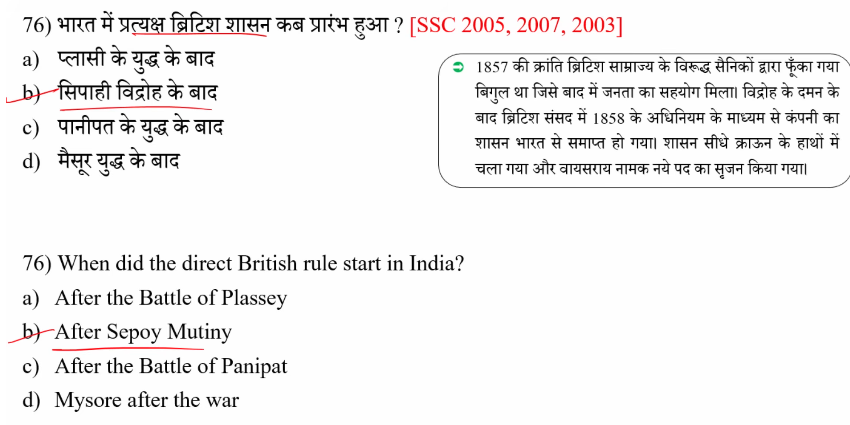 76) भारत में प्रत्यक्ष ब्रिटिश शासन कब प्रारंभ हुआ ? [SSC 2005, 2007, 2003]
a) प्लासी के युद्ध के बाद
b) सिपाही विद्रोह के बाद
c) पानीपत के युद्ध के बाद
d) मैसूर युद्ध के बाद
1857 की क्रांति ब्रिटिश साम्राज्य के विरूद्ध सैनिकों द्वारा फूँका गया
बिगुल था जिसे बाद में जनता का सहयोग मिला। विद्रोह के दमन के
बाद ब्रिटिश संसद में 1858 के अधिनियम के माध्यम से कंपनी का
शासन भारत से समाप्त हो गया। शासन सीधे क्राऊन के हाथों में
चला गया और वायसराय नामक नये पद का सृजन किया गया।
76) When did the direct British rule start in India?
a) After the Battle of Plassey
b) After Sepoy Mutiny
c) After the Battle of Panipat
d) Mysore after the war